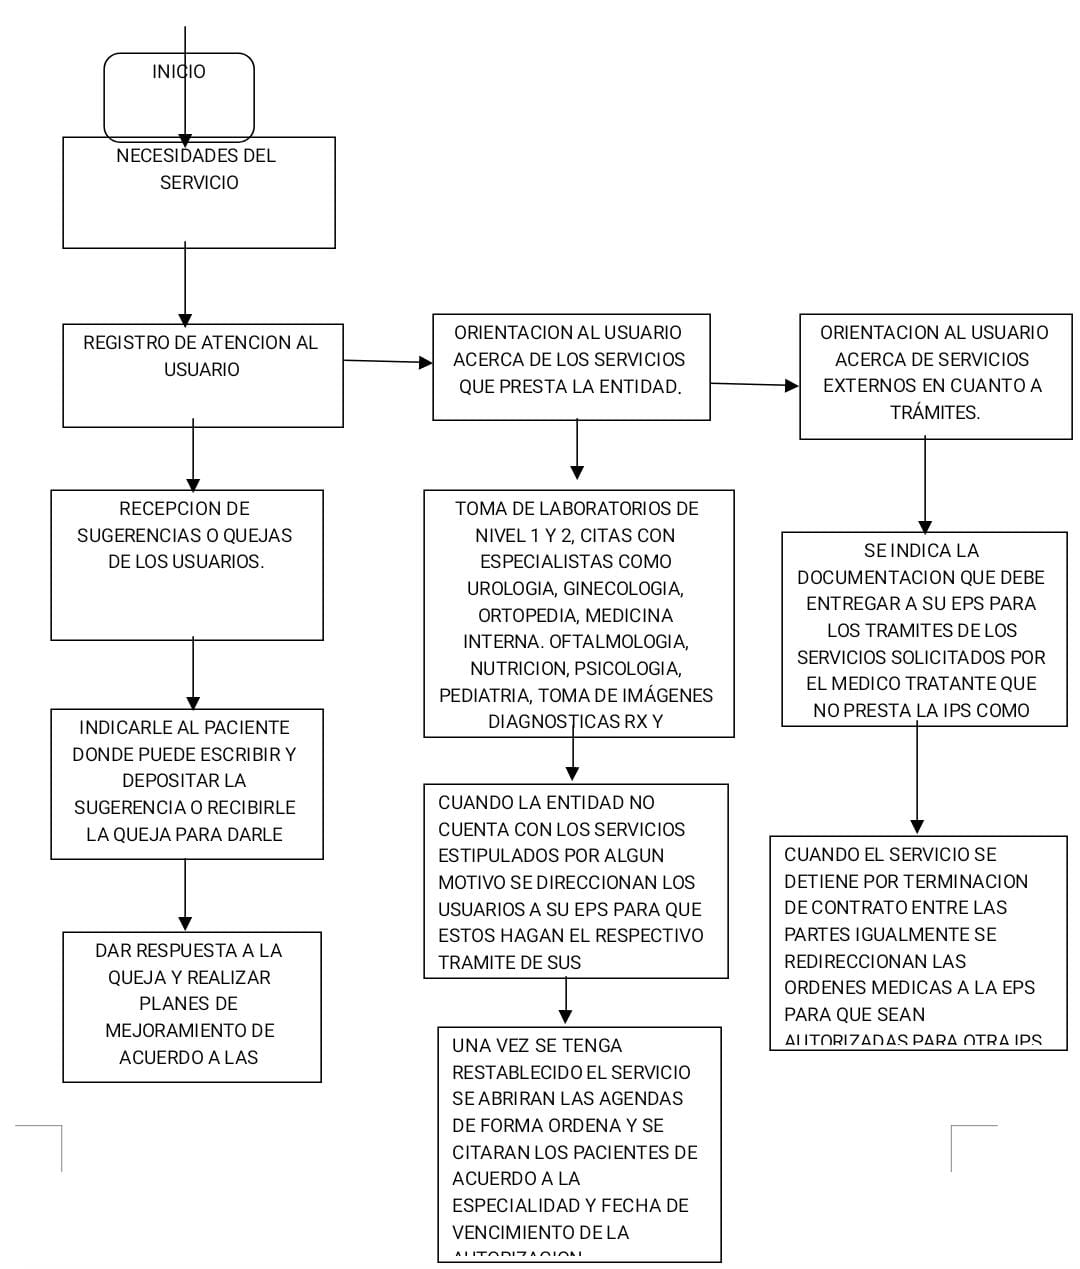 INICIO
NECESIDADES DEL
SERVICIO
REGISTRO DE ATENCION AL
USUARIO
ORIENTACION AL USUARIO
ACERCA DE LOS SERVICIOS
QUE PRESTA LA ENTIDAD.
ORIENTACION AL USUARIO
ACERCA DE SERVICIOS
EXTERNOS EN CUANTO A
TRÁMITES.
RECEPCION DE
SUGERENCIAS O QUEJAS
DE LOS USUARIOS.
TOMA DE LABORATORIOS DE
NIVEL 1 Y 2, CITAS CON
ESPECIALISTAS COMO
UROLOGIA, GINECOLOGIA,
ORTOPEDIA, MEDICINA
INTERNA. OFTALMOLOGIA,
NUTRICION, PSICOLOGIA,
PEDIATRIA, TOMA DE IMÁGENES
DIAGNOSTICAS RX Y
SE INDICA LA
DOCUMENTACION QUE DEBE
ENTREGAR A SU EPS PARA
LOS TRAMITES DE LOS
SERVICIOS SOLICITADOS POR
EL MEDICO TRATANTE QUE
NO PRESTA LA IPS COMO
INDICARLE AL PACIENTE
DONDE PUEDE ESCRIBIR Y
DEPOSITAR LA
SUGERENCIA O RECIBIRLE
LA QUEJA PARA DARLE
CUANDO LA ENTIDAD NO
CUENTA CON LOS SERVICIOS
ESTIPULADOS POR ALGUN
MOTIVO SE DIRECCIONAN LOS
USUARIOS A SU EPS PARA QUE
ESTOS HAGAN EL RESPECTIVO
TRAMITE DE SUS
CUANDO EL SERVICIO SE
DETIENE POR TERMINACION
DE CONTRATO ENTRE LAS
PARTES IGUALMENTE SE
REDIRECCIONAN LAS
ORDENES MEDICAS A LA EPS
PARA QUE SEAN
AUTORIZADAS PARA OTRA IPS
DAR RESPUESTA A LA
QUEJA Y REALIZAR
PLANES DE
MEJORAMIENTO DE
ACUERDO A LAS
UNA VEZ SE TENGA
RESTABLECIDO EL SERVICIO
SE ABRIRAN LAS AGENDAS
DE FORMA ORDENA Y SE
CITARAN LOS PACIENTES DE
ACUERDO A LA
ESPECIALIDAD Y FECHA DE
VENCIMIENTO DE LA
AUTORIZACION